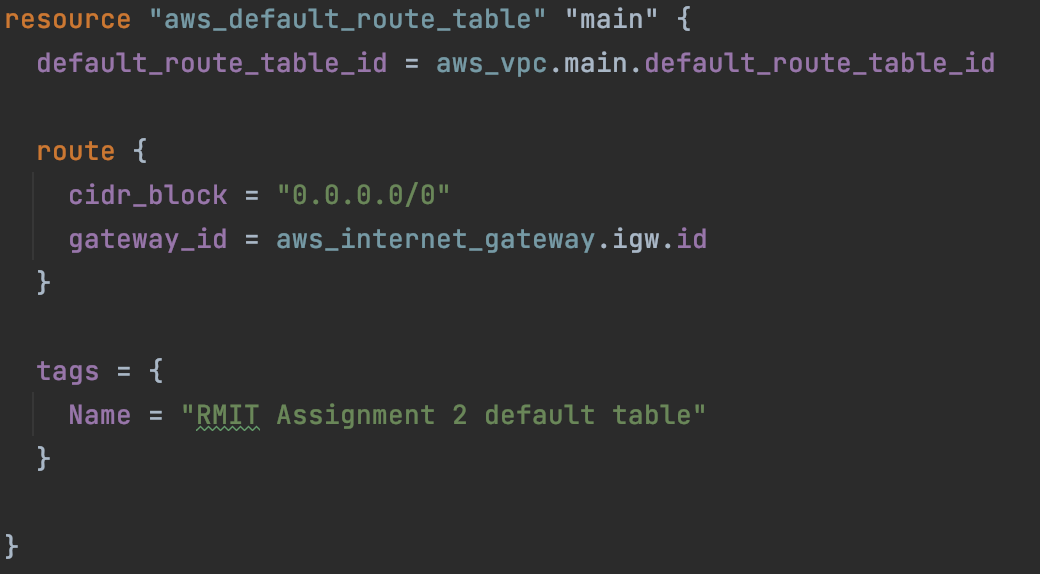 resource "aws_default_route_table" "main" {
  default_route_table_id = aws_vpc.main.default_route_table_id

  route {
    cidr_block = "0.0.0.0/0"
    gateway_id = aws_internet_gateway.igw.id
  }

  tags = {
    Name = "RMIT Assignment 2 default table"
  }

}